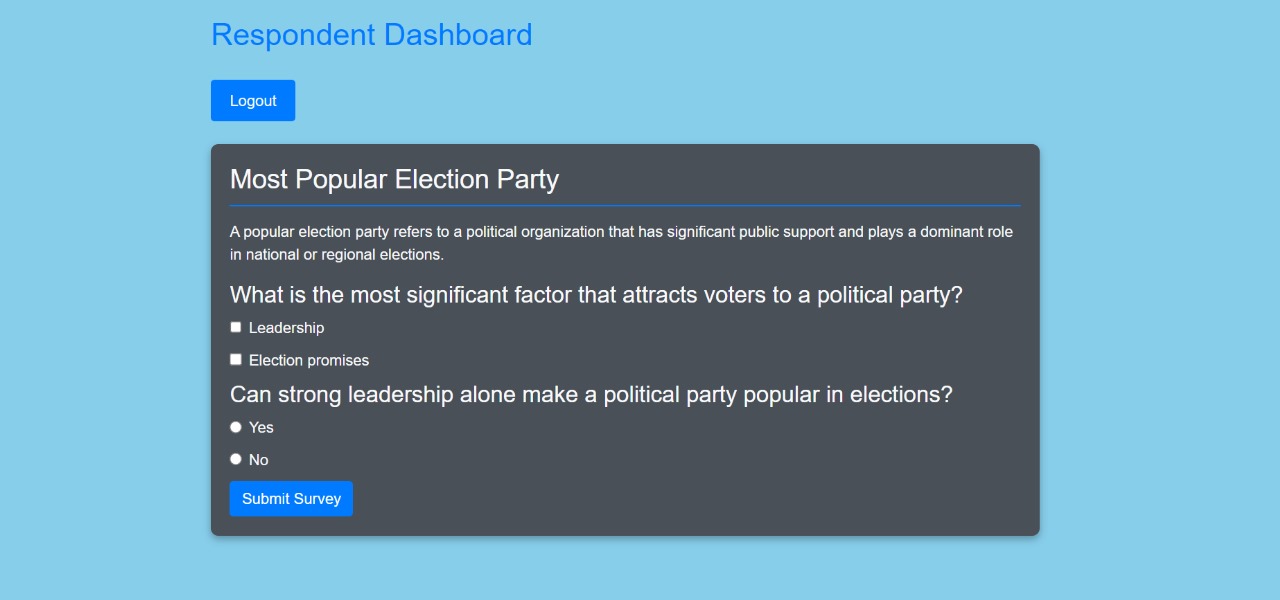 Respondent Dashboard
Logout
Most Popular Election Party
A popular election party refers to a political organization that has significant public support and plays a dominant role
in national or regional elections.
What is the most significant factor that attracts voters to a political party?
Leadership
Election promises
Can strong leadership alone make a political party popular in elections?
Yes
No
Submit Survey